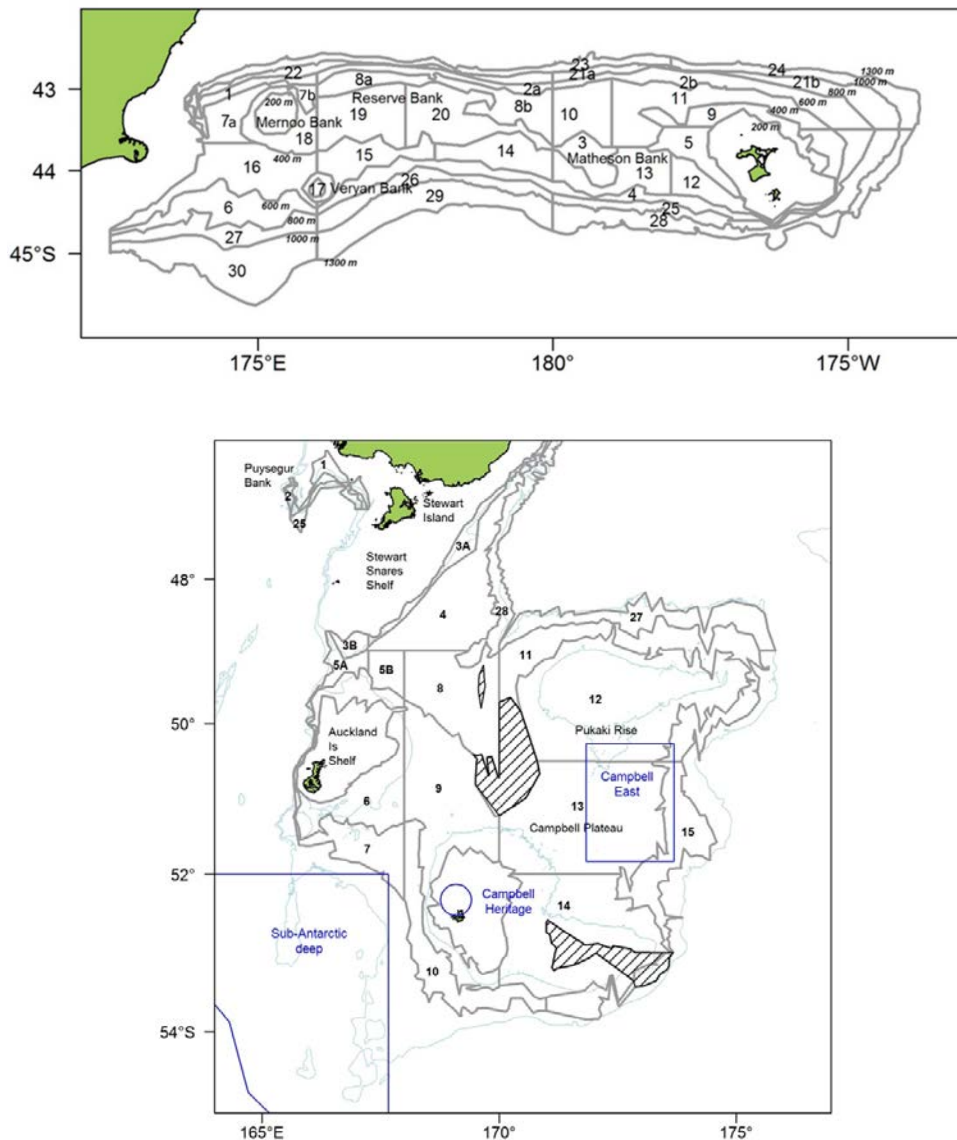 23
24
1300 m
43
22
21a
1000 m
8a
2a
2b
21b
800 m
1
7b
Reserve Bank
9b
11
600 m
200 m
400 m
7a
Mernoo Bank
19
20
10
9
200 m
18
3
5
400 m
15
14
Matheson Bank
44
16
13
17 Veryan Bank
26
12
6
600 m
29
4
800 m
25
27
1000 m
28
45°S
30
1300 m
175°E
180°
175°W
Puysegur
Bank
1
2
25
Stewart
Island
3A
Stewart
Snares
Shelf
48°
4
28
27
3B
5A
5B
11
8
12
50°
Auckland
Is
Shelf
Pukaki Rise
Campbell
East
6
9
13
Campbell Plateau
15
7
52°
Campbell
Heritage
14
Sub-Antarctic
deep
10
54°S
165°E
170°
175°